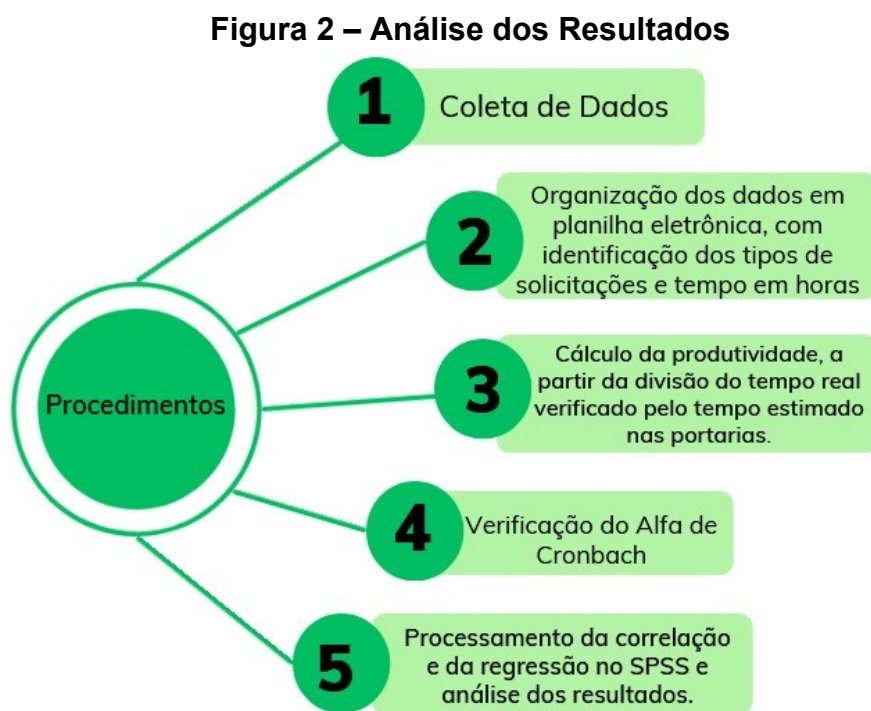 Figura 2 – Análise dos Resultados
1
Coleta de Dados
2
Organização dos dados em
planilha eletrônica, com
identificação dos tipos de
solicitações e tempo em horas
3
Cálculo da produtividade, a
partir da divisão do tempo real
verificado pelo tempo estimado
nas portarias.
Procedimentos
4
Verificação do Alfa de
Cronbach
5
Processamento da correlação
e da regressão no SPSS e
análise dos resultados.